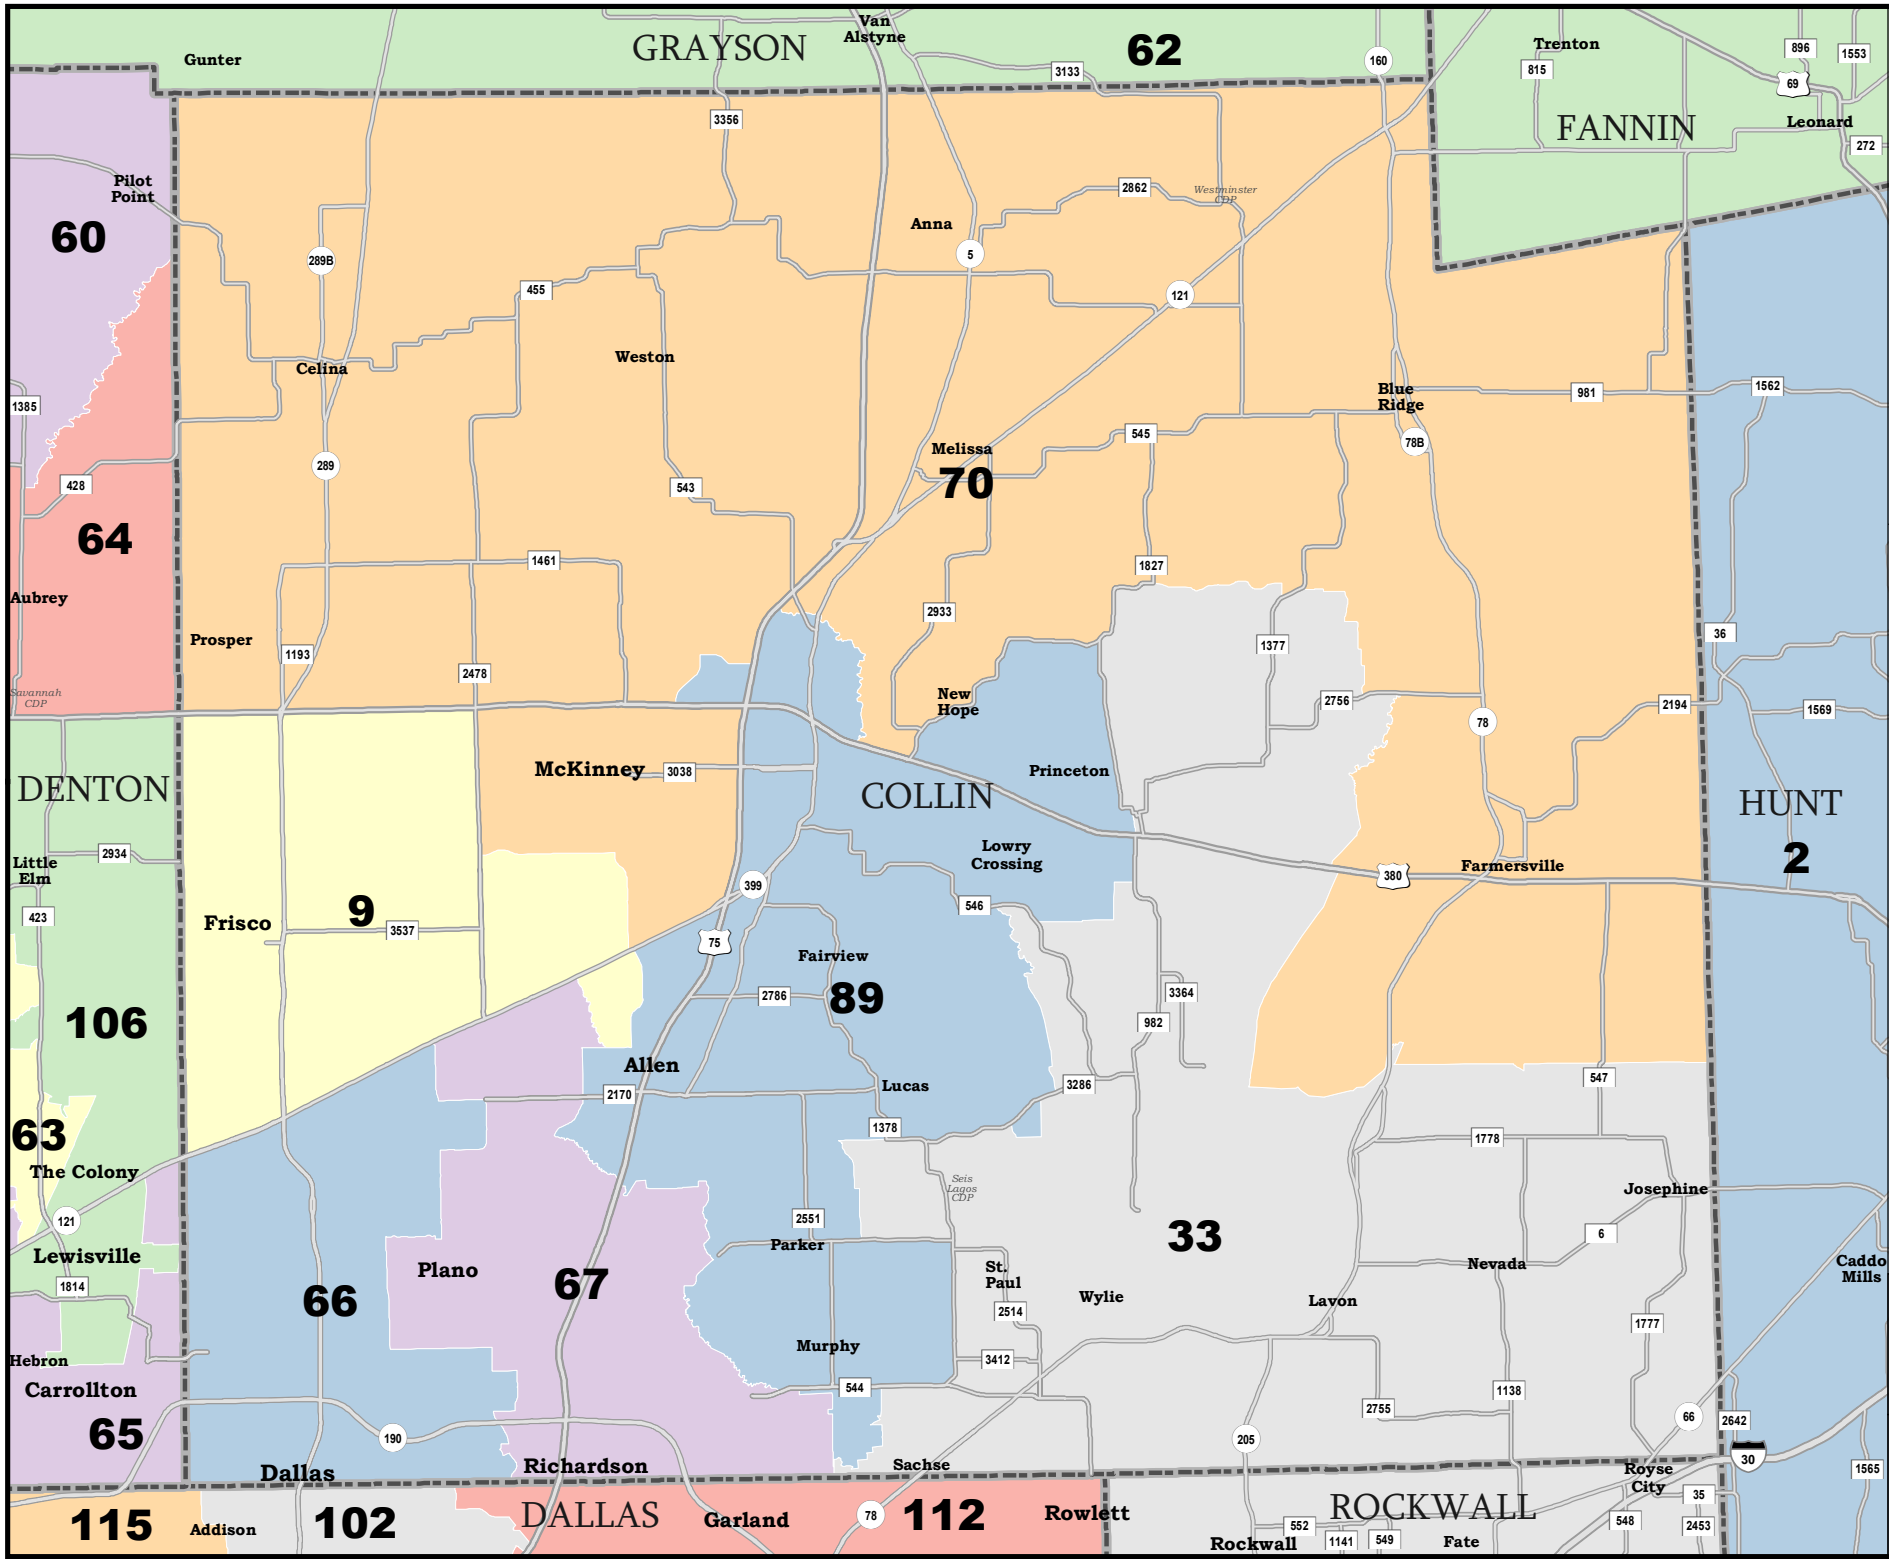 Van
Alstyne
GRAYSON
62
Gunter
3133
160
Trenton
815
896
1553
69
3356
FANNIN
Leonard
272
Pilot
Point
60
2862
Westminster
CDP
Anna
5
289B
455
121
Weston
Celina
1385
Blue
Ridge
981
1562
545
78B
Melissa
70
289
428
543
64
1461
1827
Aubrey
2933
Prosper
1193
1377
36
2478
Savannah
CDP
New
Hope
2756
78
2194
1569
McKinney
3038
Princeton
DENTON
COLLIN
HUNT
2934
Little
Elm
Lowry
Crossing
2
Farmersville
380
399
423
Frisco
9
3537
546
75
Fairview
2786
89
3364
982
106
Allen
2170
Lucas
3286
547
63
1378
1778
The Colony
Seis
Lagos
CDP
Josephine
121
2551
33
6
Lewisville
Parker
1814
Plano
67
St.
Paul
Nevada
Caddo
Mills
66
2514
Wylie
Lavon
1777
Murphy
3412
Hebron
Carrollton
544
1138
65
2755
66
2642
190
205
30
Dallas
Richardson
Sachse
Royse
City
1565
115
Addison
102
DALLAS
Garland
78
112
Rowlett
ROCKWALL
35
552
548
2453
Rockwall
1141
549
Fate